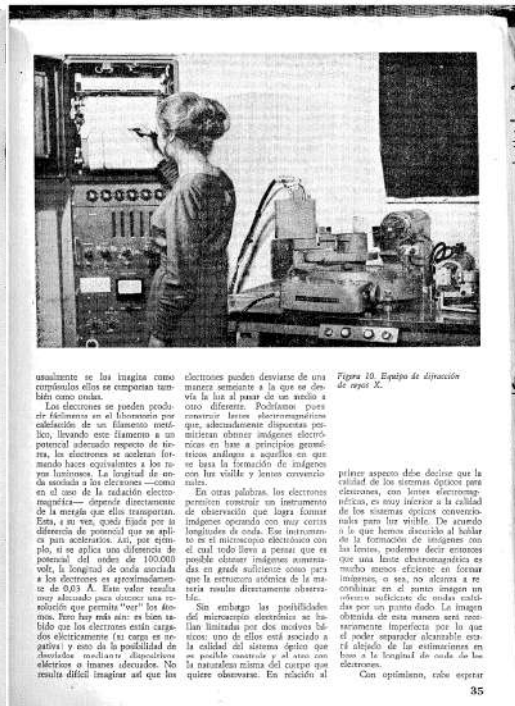 usualmente se los imagina como
corpúsculos ellos se comportan tam-
bién como ondas.
Los electrones se pueden produ-
cir fácilmente en el laboratorio por
calefacción de un filamento metá-
lico, llevando este filamento a un
potencial adecuado respecto de tie-
rra, los electrones se aceleran for-
mando haces equivalentes a los ra-
yos luminosos. La longitud de on-
da asociada a los electrones —como
en el caso de la radiación electro-
magnética— depende directamente
de la energía que ellos transportan.
Esta, a su vez, queda fijada por la
diferencia de potencial que se apli-
ca para acelerarlos. Así, por ejem-
plo, si se aplica una diferencia de
potencial del orden de 100.000
volt, la longitud de onda asociada
a los electrones es aproximadamen-
te de 0,03 Å. Este valor resulta
muy adecuado para obtener una re-
solución que permita "ver" los áto-
mos. Pero hay más aún: es bien sa-
bido que los electrones están carga-
dos eléctricamente (su carga es ne-
gativa) y esto da la posibilidad de
desviarlos mediante dispositivos
eléctricos o imanes adecuados. No
resulta difícil imaginar así que los
electrones pueden desviarse de una
manera semejante a la que se des-
vía la luz al pasar de un medio a
otro diferente. Podríamos pues
construir lentes electromagnéticas
que, adecuadamente dispuestas per-
mitieran obtener imágenes electró-
nicas en base a principios geomé-
tricos análogos a aquellos en que
se basa la formación de imágenes
con luz visible y lentes convencio-
nales.
En otras palabras, los electrones
permiten construir un instrumento
de observación que logra formar
imágenes operando con muy cortas
longitudes de onda. Ese instrumen-
to es el microscopio electrónico con
el cual todo lleva a pensar que es
posible obtener imágenes aumenta-
das en grado suficiente como para
que la estructura atómica de la ma-
teria resulte directamente observa-
ble.
Sin embargo las posibilidades
del microscopio electrónico se ha-
llan limitadas por dos motivos bá-
sicos: uno de ellos está asociado a
la calidad del sistema óptico que
es posible construir y el otro con
la naturaleza misma del cuerpo que
quiere observarse. En relación al
Figura 10. Equipo de difracción
de rayos X.
primer aspecto debe decirse que la
calidad de los sistemas ópticos para
electrones, con lentes electromag-
néticas, es muy inferior a la calidad
de los sistemas ópticos convencio-
nales para luz visible. De acuerdo
a lo que hemos discutido al hablar
de la formación de imágenes con
las lentes, podemos decir entonces
que una lente electromagnética es
mucho menos eficiente en formar
imágenes, o sea, no alcanza a re-
combinar en el punto imagen un
número suficiente de ondas emiti-
das por un punto dado. La imagen
obtenida de esta manera será nece-
sariamente imperfecta por lo que
el poder separador alcanzable esta-
rá alejado de las estimaciones en
base a la longitud de onda de los
electrones.
Con optimismo, cabe esperar
35